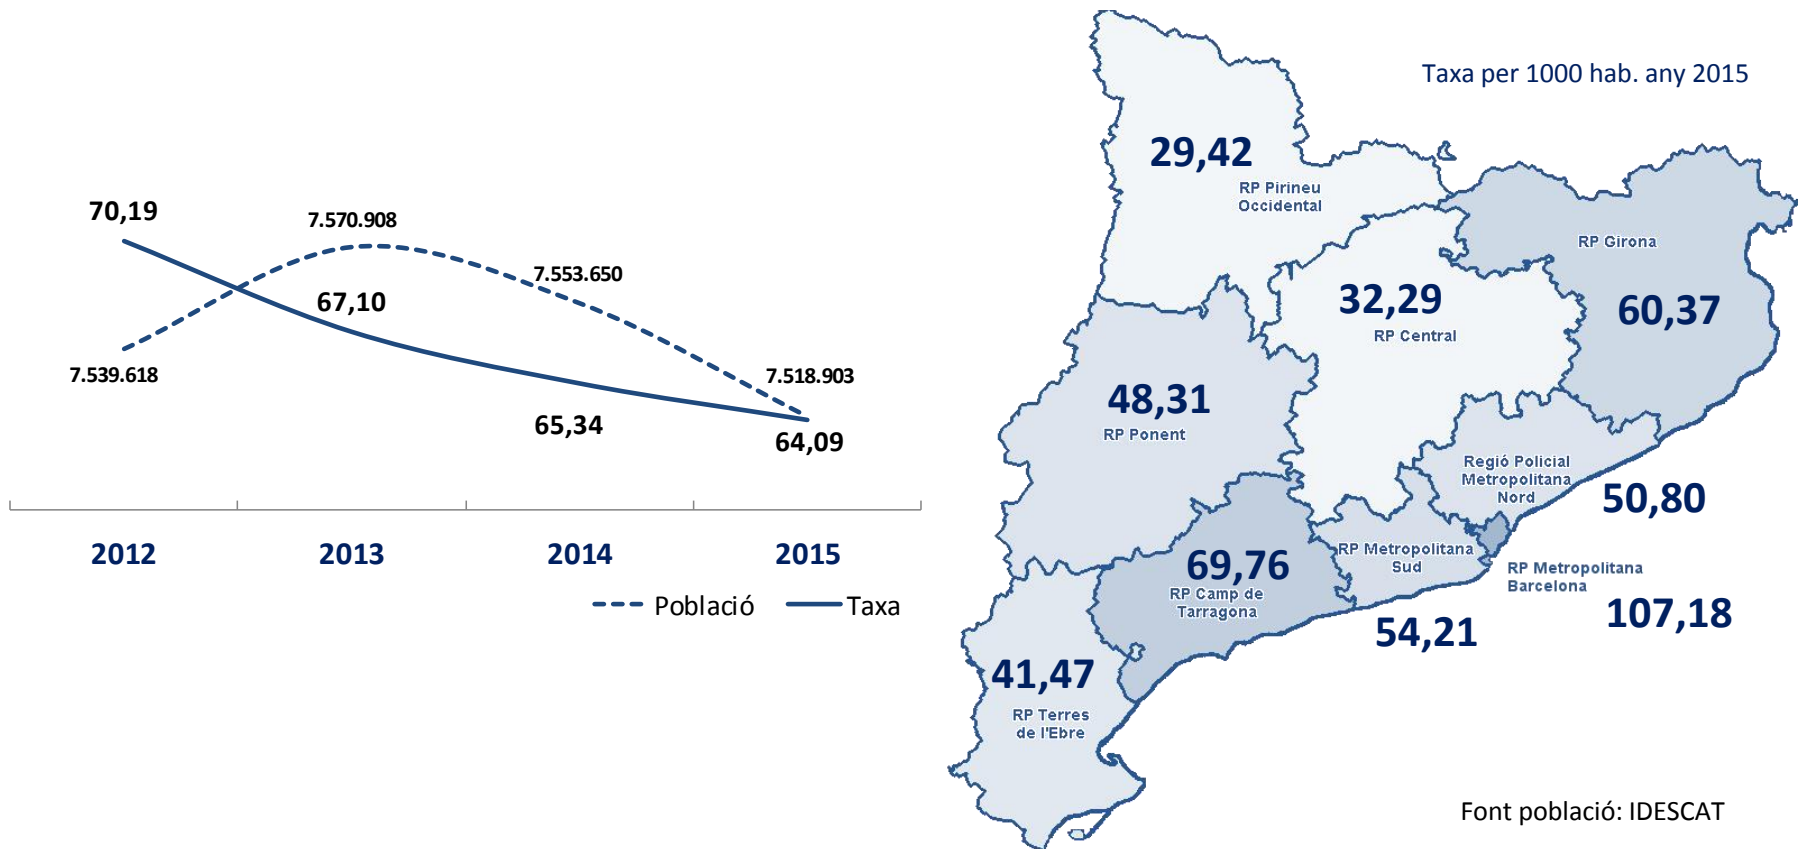 70,19
7.570.908
7.553.650
67,10
7.539.618
7.518.903
65,34
64,09
2012
2013
2014
2015
Població
Taxa
Taxa per 1000 hab. any 2015
29,42
RP Pirineu
Occidental
RP Girona
60,37
32,29
RP Central
48,31
RP Ponent
Regió Policial
Metropolitana
Nord
50,80
RP Metropolitana
Sud
54,21
RP Metropolitana
Barcelona
107,18
69,76
RP Camp de
Tarragona
41,47
RP Terres
de l'Ebre
Font població: IDESCAT